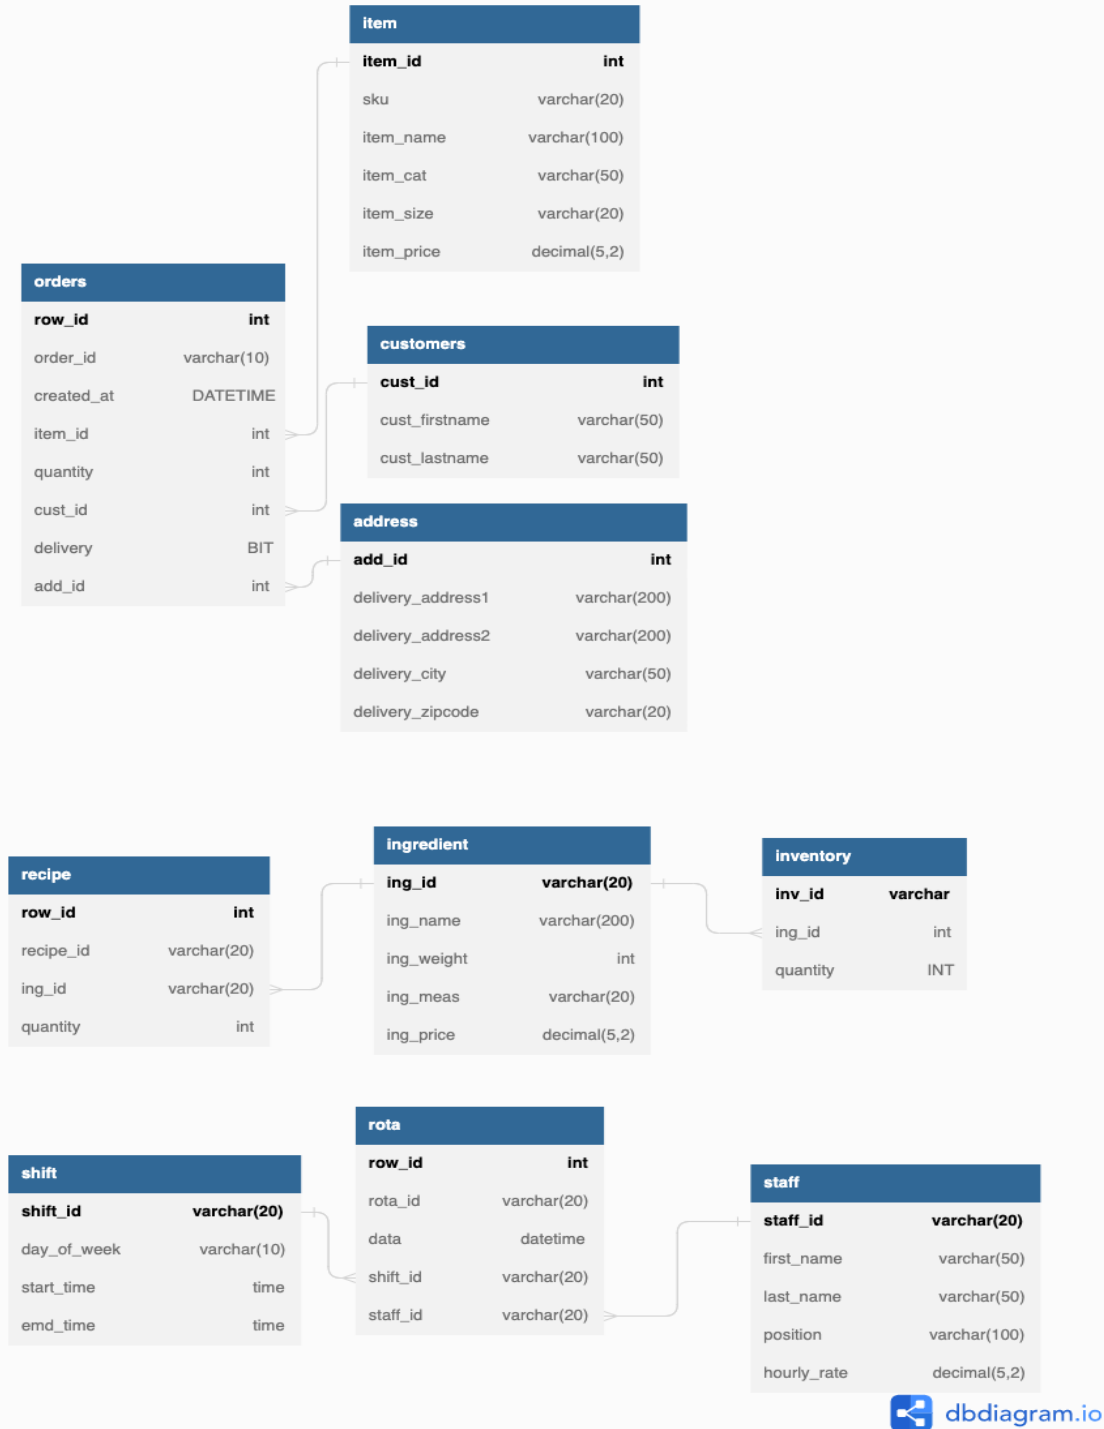 item
item_id int
sku varchar(20)
item_name varchar(100)
item_cat varchar(50)
item_size varchar(20)
item_price decimal(5,2)
orders
row_id int
order_id varchar(10)
created_at DATETIME
item_id int
quantity int
cust_id int
delivery BIT
add_id int
customers
cust_id int
cust_firstname varchar(50)
cust_lastname varchar(50)
address
add_id int
delivery_address1 varchar(200)
delivery_address2 varchar(200)
delivery_city varchar(50)
delivery_zipcode varchar(20)
recipe
row_id int
recipe_id varchar(20)
ing_id varchar(20)
quantity int
ingredient
ing_id varchar(20)
ing_name varchar(200)
ing_weight int
ing_meas varchar(20)
ing_price decimal(5,2)
inventory
inv_id varchar
ing_id int
quantity INT
shift
shift_id varchar(20)
day_of_week varchar(10)
start_time time
emd_time time
rota
row_id int
rota_id varchar(20)
data datetime
shift_id varchar(20)
staff_id varchar(20)
staff
staff_id varchar(20)
first_name varchar(50)
last_name varchar(50)
position varchar(100)
hourly_rate decimal(5,2)
dbdiagram.io